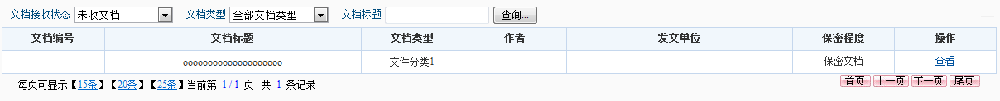 文档接收状态 未收文档 文档类型 全部文档类型 文档标题 查询...
文档编号 文档标题 文档类型 作者 发文单位 保密程度 操作
oooooooooooooooooooo 文件分类1 保密文档 查看
每页可显示【15条】【20条】【25条】当前第 1 / 1 页 共 1 条记录 首页 上一页 下一页 尾页